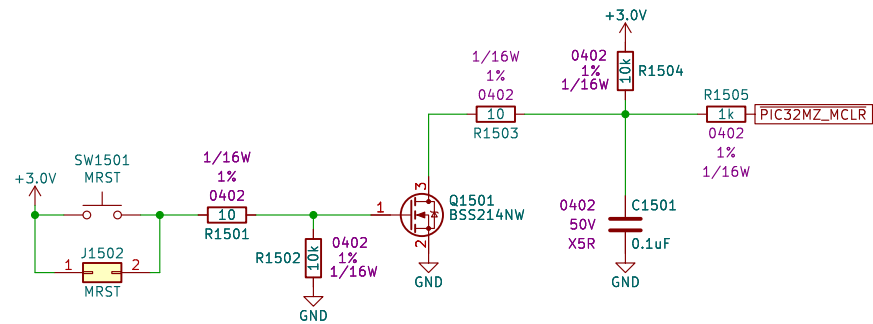 +3.0V
0402
1%
1/16W
10k
R1504
1/16W
1%
0402
10
R1503
R1505
1k
0402
1%
1/16W
PIC32MZ_MCLR
SW1501
MRST
+3.0V
1/16W
1%
0402
10
R1501
1
3
2
Q1501
BSS214NW
GND
0402
50V
X5R
C1501
0.1uF
GND
J1502
1
2
MRST
R1502
10k
0402
1%
1/16W
GND